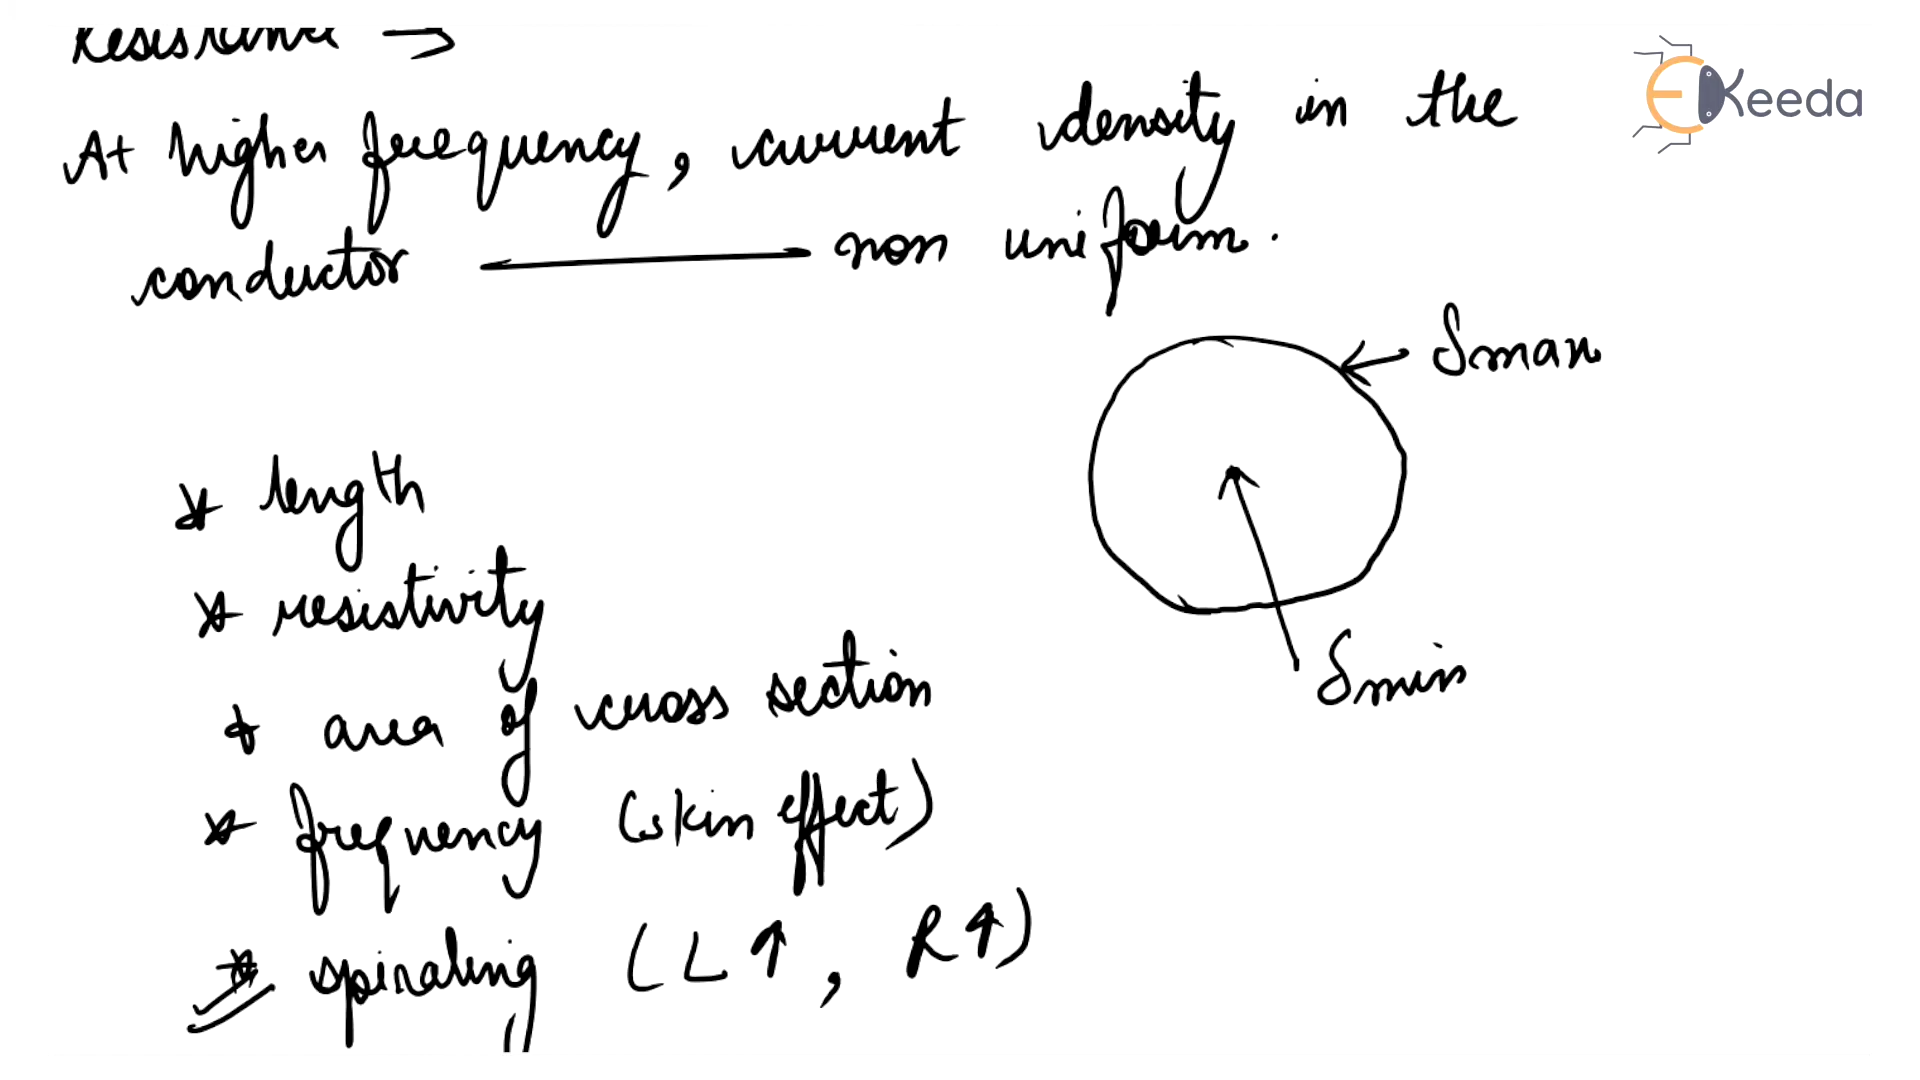 Resistance →
EKeeda
At higher frequency, current density in the
conductor —— non uniform.
δmax
* length
* resistivity
δmin
* area of cross section
* frequency (skin effect)
* spiraling (L↑, R↑)